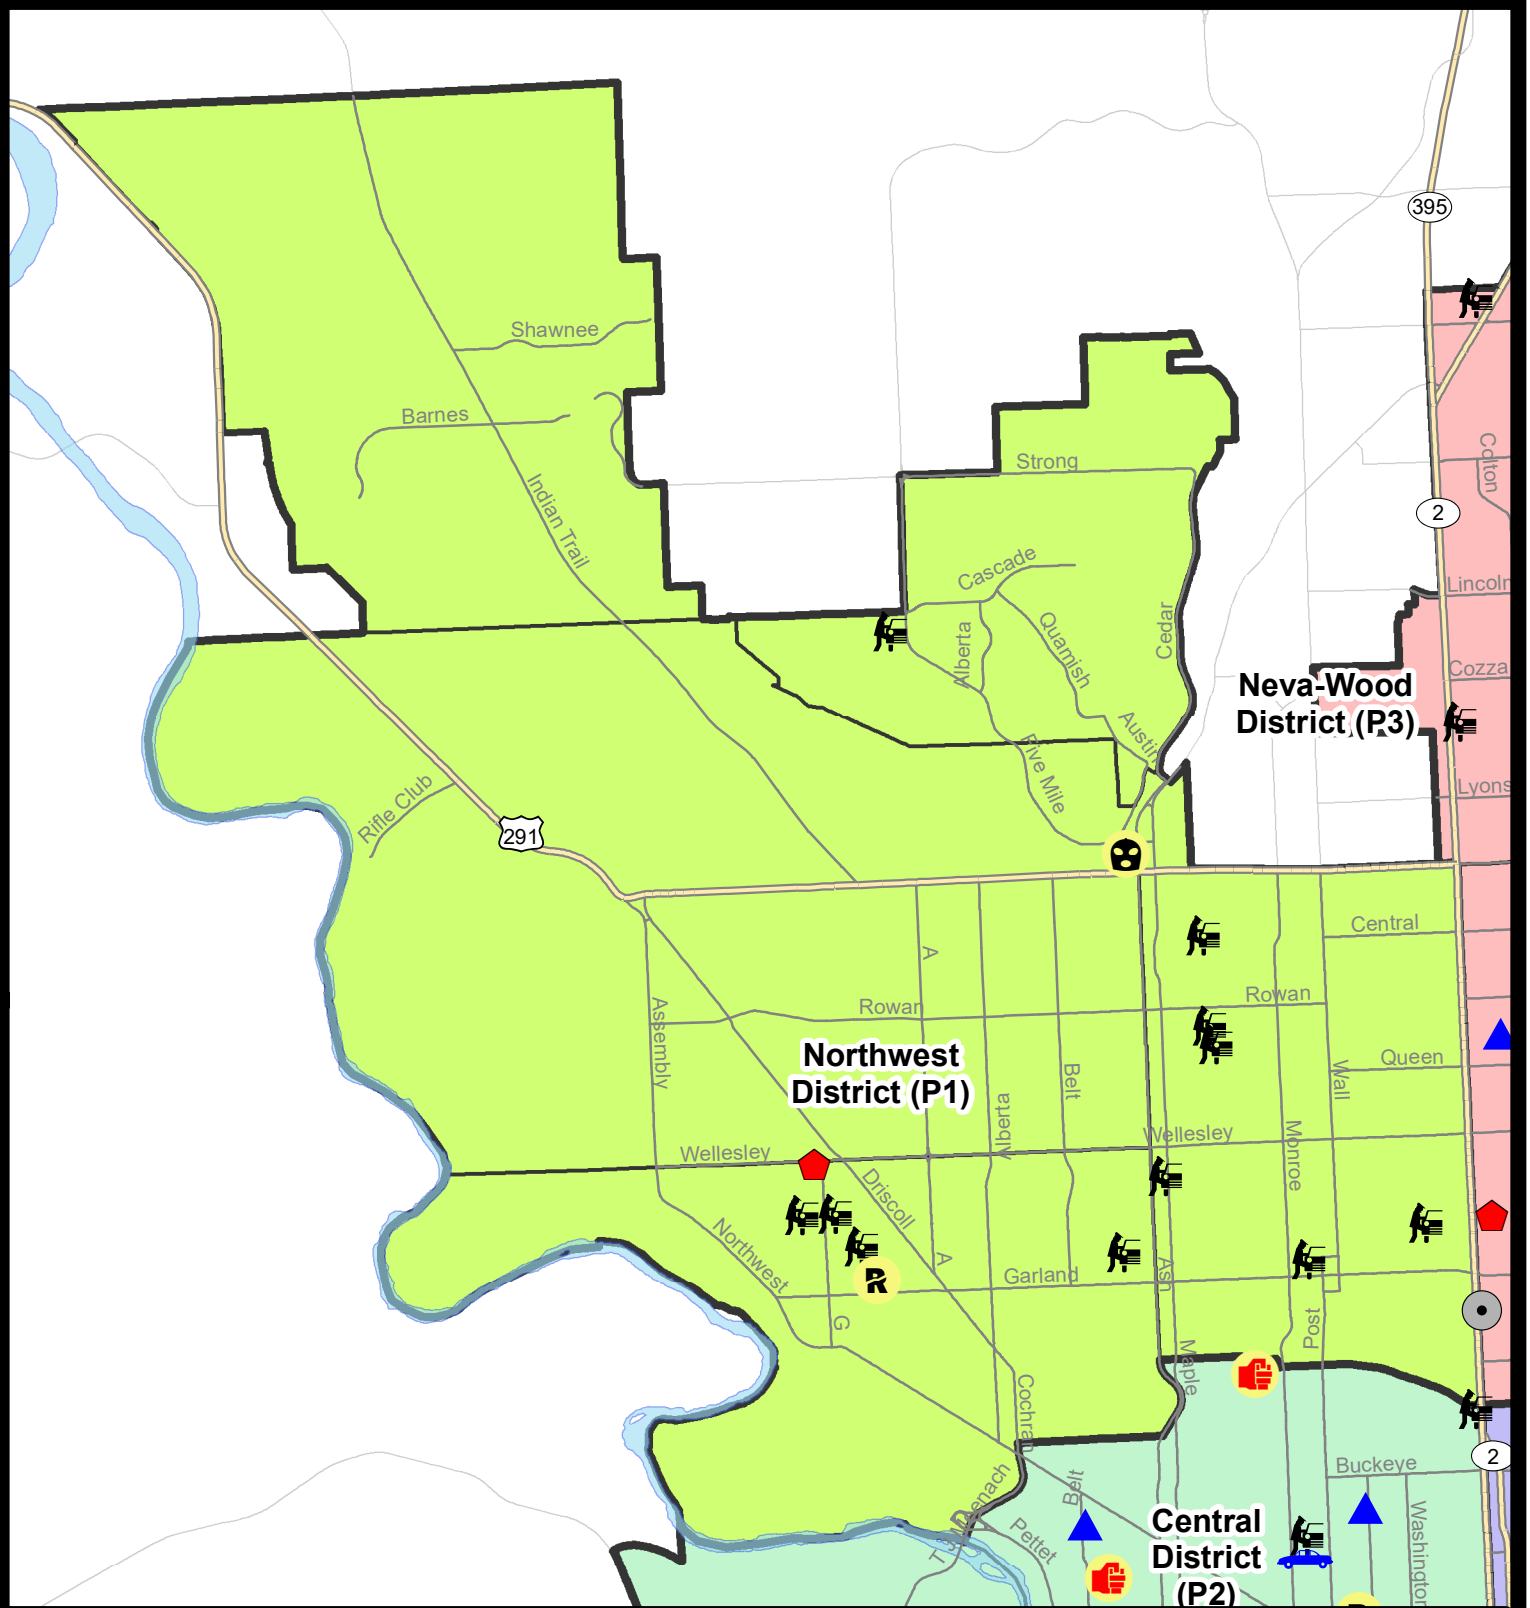 395
Shawnee
Barnes
Colton
Strong
Indian Trail
2
Cascade
Lincoln
Alberta
Quamish
Cedar
Cozza
Neva-Wood
District (P3)
Austin
Five Mile
Lyons
Rifle Club
291
Central
A
Rowan
Rowan
Assembly
Northwest
District (P1)
Queen
Belt
Wall
Alberta
Monroe
Wellesley
Wellesley
Driscoll
Northwest
A
Garland
Ash
G
Post
Maple
Cochran
2
Buckeye
Belt
Pettet
Washington
Central
District
(P2)
R